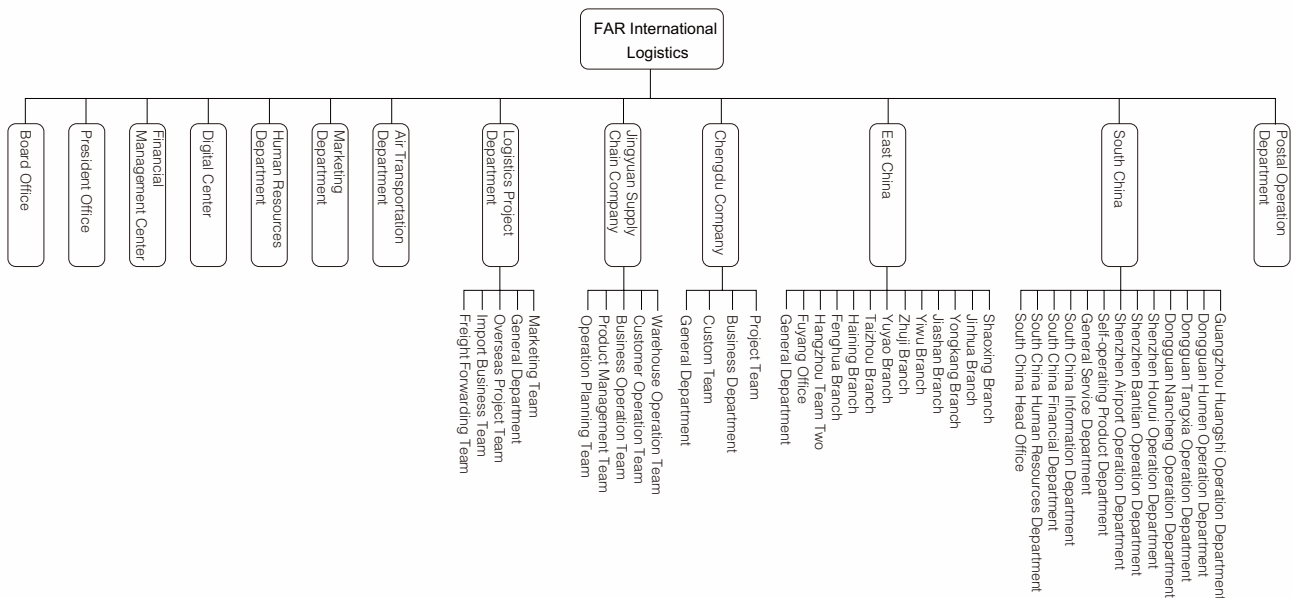 FAR International
Logistics
Board Office
President Office
Financial
Management Center
Digital Center
Human Resources
Department
Marketing
Department
Air Transportation
Department
Logistics Project
Department
Jingyuan Supply
Chain Company
Chengdu Company
East China
South China
Postal Operation
Department
Freight Forwarding Team
Import Business Team
Overseas Project Team
General Department
Marketing Team
Operation Planning Team
Product Management Team
Business Operation Team
Customer Operation Team
Warehouse Operation Team
General Department
Custom Team
Business Department
Project Team
General Department
Fuyang Office
Hangzhou Team Two
Fenghua Branch
Haining Branch
Taizhou Branch
Yuyao Branch
Zhuji Branch
Yiwu Branch
Jiashan Branch
Yongkang Branch
Jinhua Branch
Shaoxing Branch
South China Head Office
South China Human Resources Department
South China Financial Department
South China Information Department
General Service Department
Self-operating Product Department
Shenzhen Airport Operation Department
Shenzhen Bantian Operation Department
Shenzhen Hourui Operation Department
Dongguan Nancheng Operation Department
Dongguan Tangxia Operation Department
Dongguan Humen Operation Department
Guangzhou Huangshi Operation Department